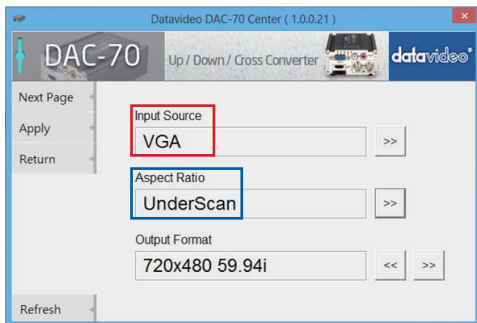 Datavideo DAC-70 Center ( 1.0.0.21 )
×
DAC-70
Up / Down / Cross Converter
datavideo
Next Page
Apply
Return
Input Source
VGA
>>
Aspect Ratio
UnderScan
>>
Output Format
720x480 59.94i
<< >>
Refresh